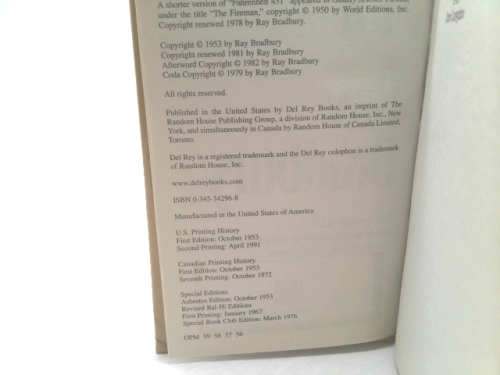 A shorter version of "Fahrenheit 451" appeared in Galaxy Science Fiction,
under the title "The Fireman," copyright © 1950 by World Editions, Inc.
Copyright renewed 1978 by Ray Bradbury.
Copyright © 1953 by Ray Bradbury
Copyright renewed 1981 by Ray Bradbury
Afterword Copyright © 1982 by Ray Bradbury
Coda Copyright © 1979 by Ray Bradbury
All rights reserved.
Published in the United States by Del Rey Books, an imprint of The
Random House Publishing Group, a division of Random House, Inc., New
York, and simultaneously in Canada by Random House of Canada Limited,
Toronto.
Del Rey is a registered trademark and the Del Rey colophon is a trademark
of Random House, Inc.
www.delreybooks.com
ISBN 0-345-34296-8
Manufactured in the United States of America
U.S. Printing History
First Edition: October 1953
Second Printing: April 1991
Canadian Printing History
First Edition: October 1953
Seventh Printing: October 1972
Special Editions
Asbestos Edition: October 1953
Revised Bal-Hi Editions
First Printing: January 1967
Special Book Club Edition: March 1976
OPM 59 58 57 56